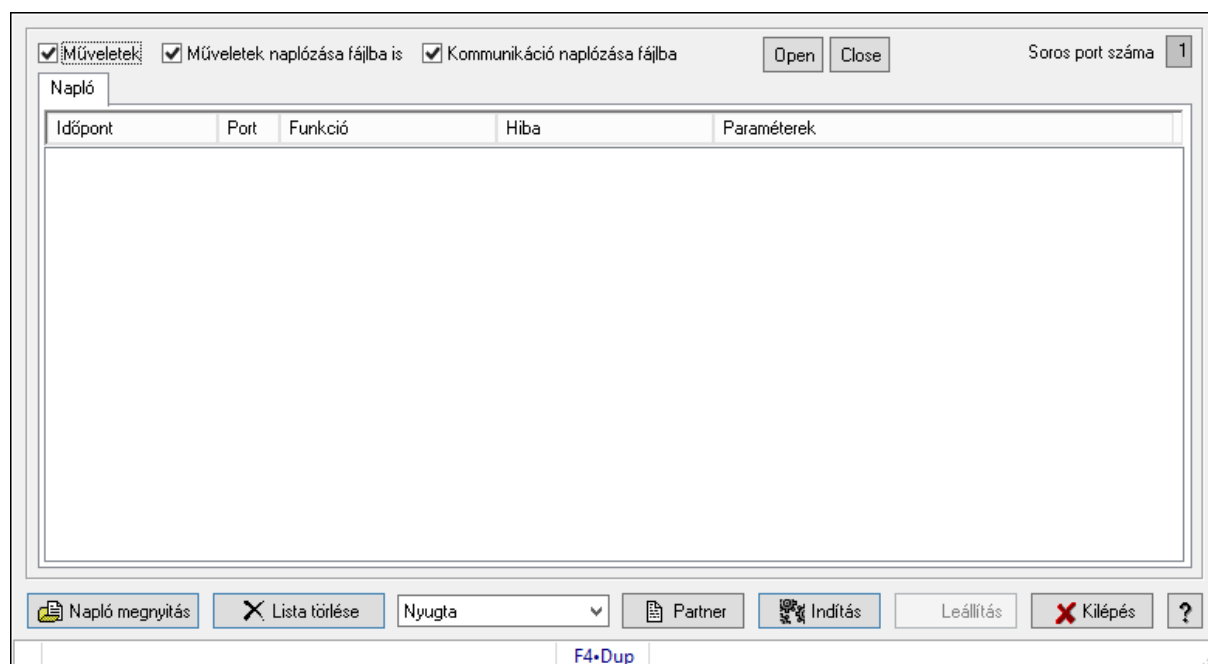 Műveletek Műveletek naplózása fájlba is Kommunikáció naplózása fájlba Open Close Soros port száma 1
Napló
Időpont Port Funkció Hiba Paraméterek
Napló megnyitás Lista törlése Nyugta Partner Indítás Leállítás Kilépés ?
F4•Dup